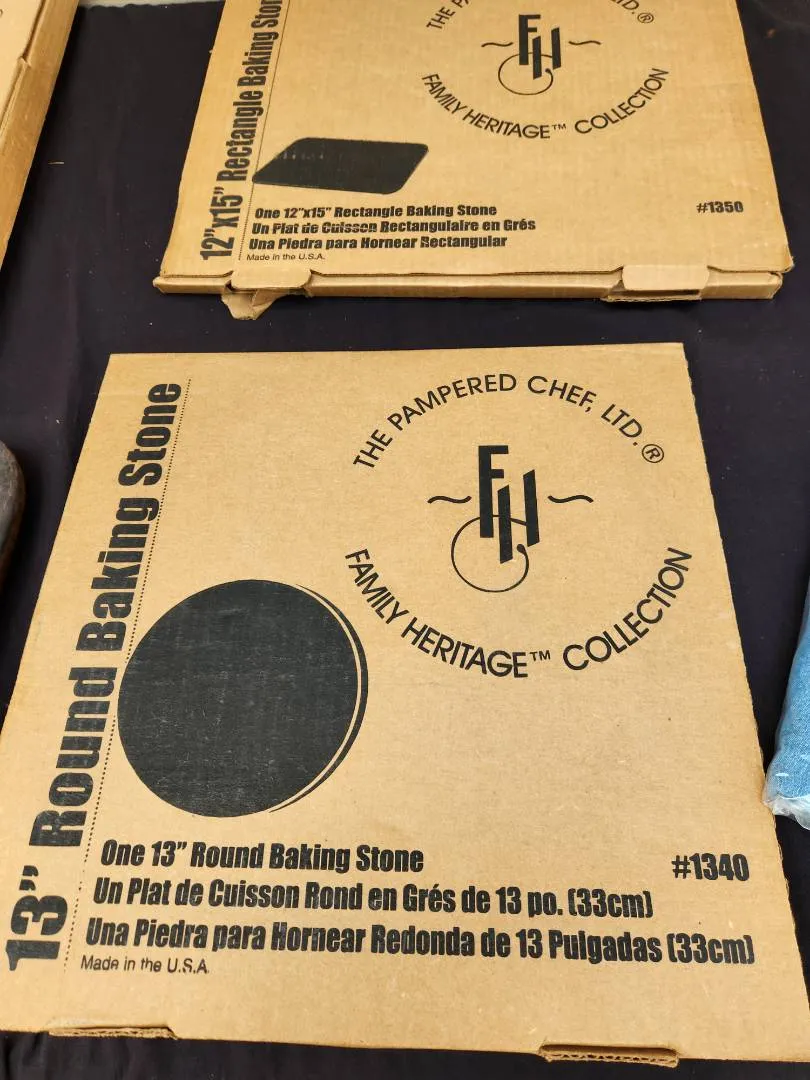 12"x15" Rectangle Baking
THE
LTD.®
FH
FAMILY HERITAGE™ COLLECTION
One 12"x15" Rectangle Baking Stone
Un Plat de Cuisson Rectangulaire en Grés
Una Piedra para Hornear Rectangular
Made in the U.S.A.
#1350
13" Round Baking Stone
THE PAMPERED CHEF, LTD.®
FH
FAMILY HERITAGE™ COLLECTION
One 13" Round Baking Stone
#1340
Un Plat de Cuisson Rond en Grés de 13 po. (33cm)
Una Piedra para Hornear Redonda de 13 Pulgadas (33cm)
Made in the U.S.A.